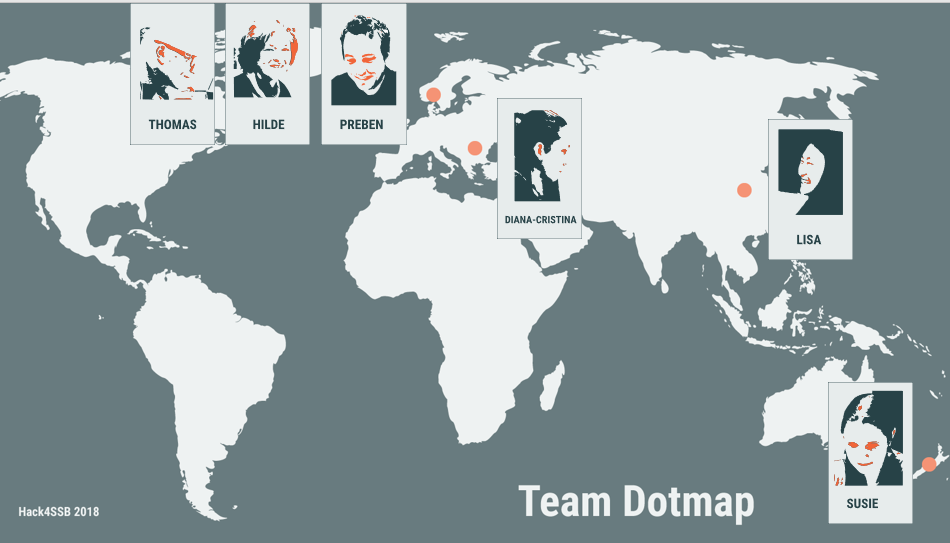 THOMAS
HILDE
PREBEN
DIANA-CRISTINA
LISA
SUSIE
Team Dotmap
Hack4SSB 2018